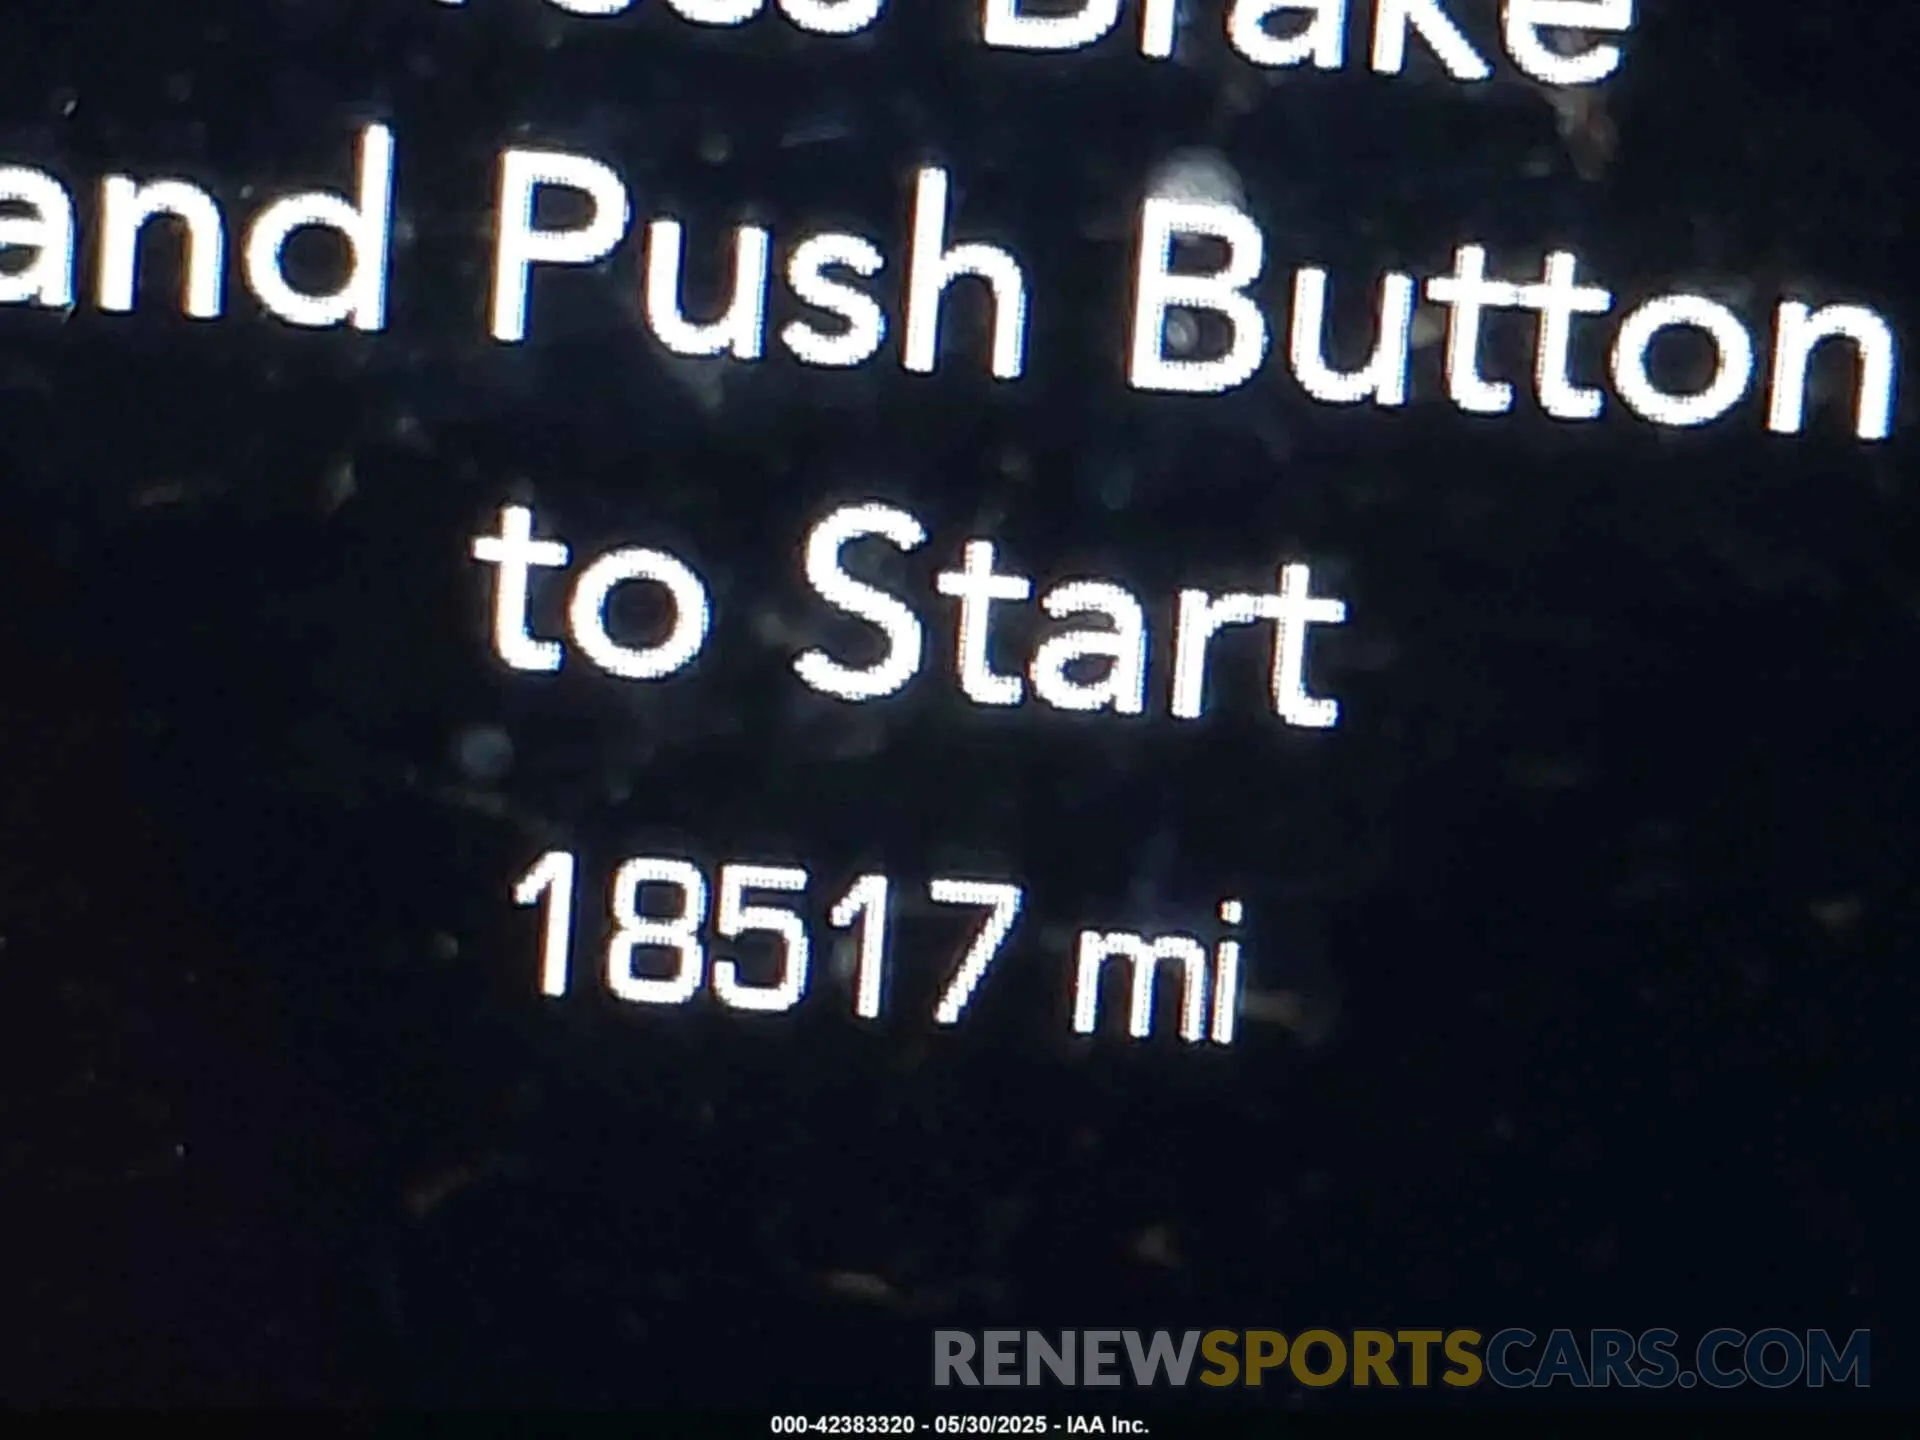 Brake
and Push Button
to Start
18517 mi
RENEWSPORTSCARS.COM
000-42383320 - 05/30/2025 - IAA Inc.